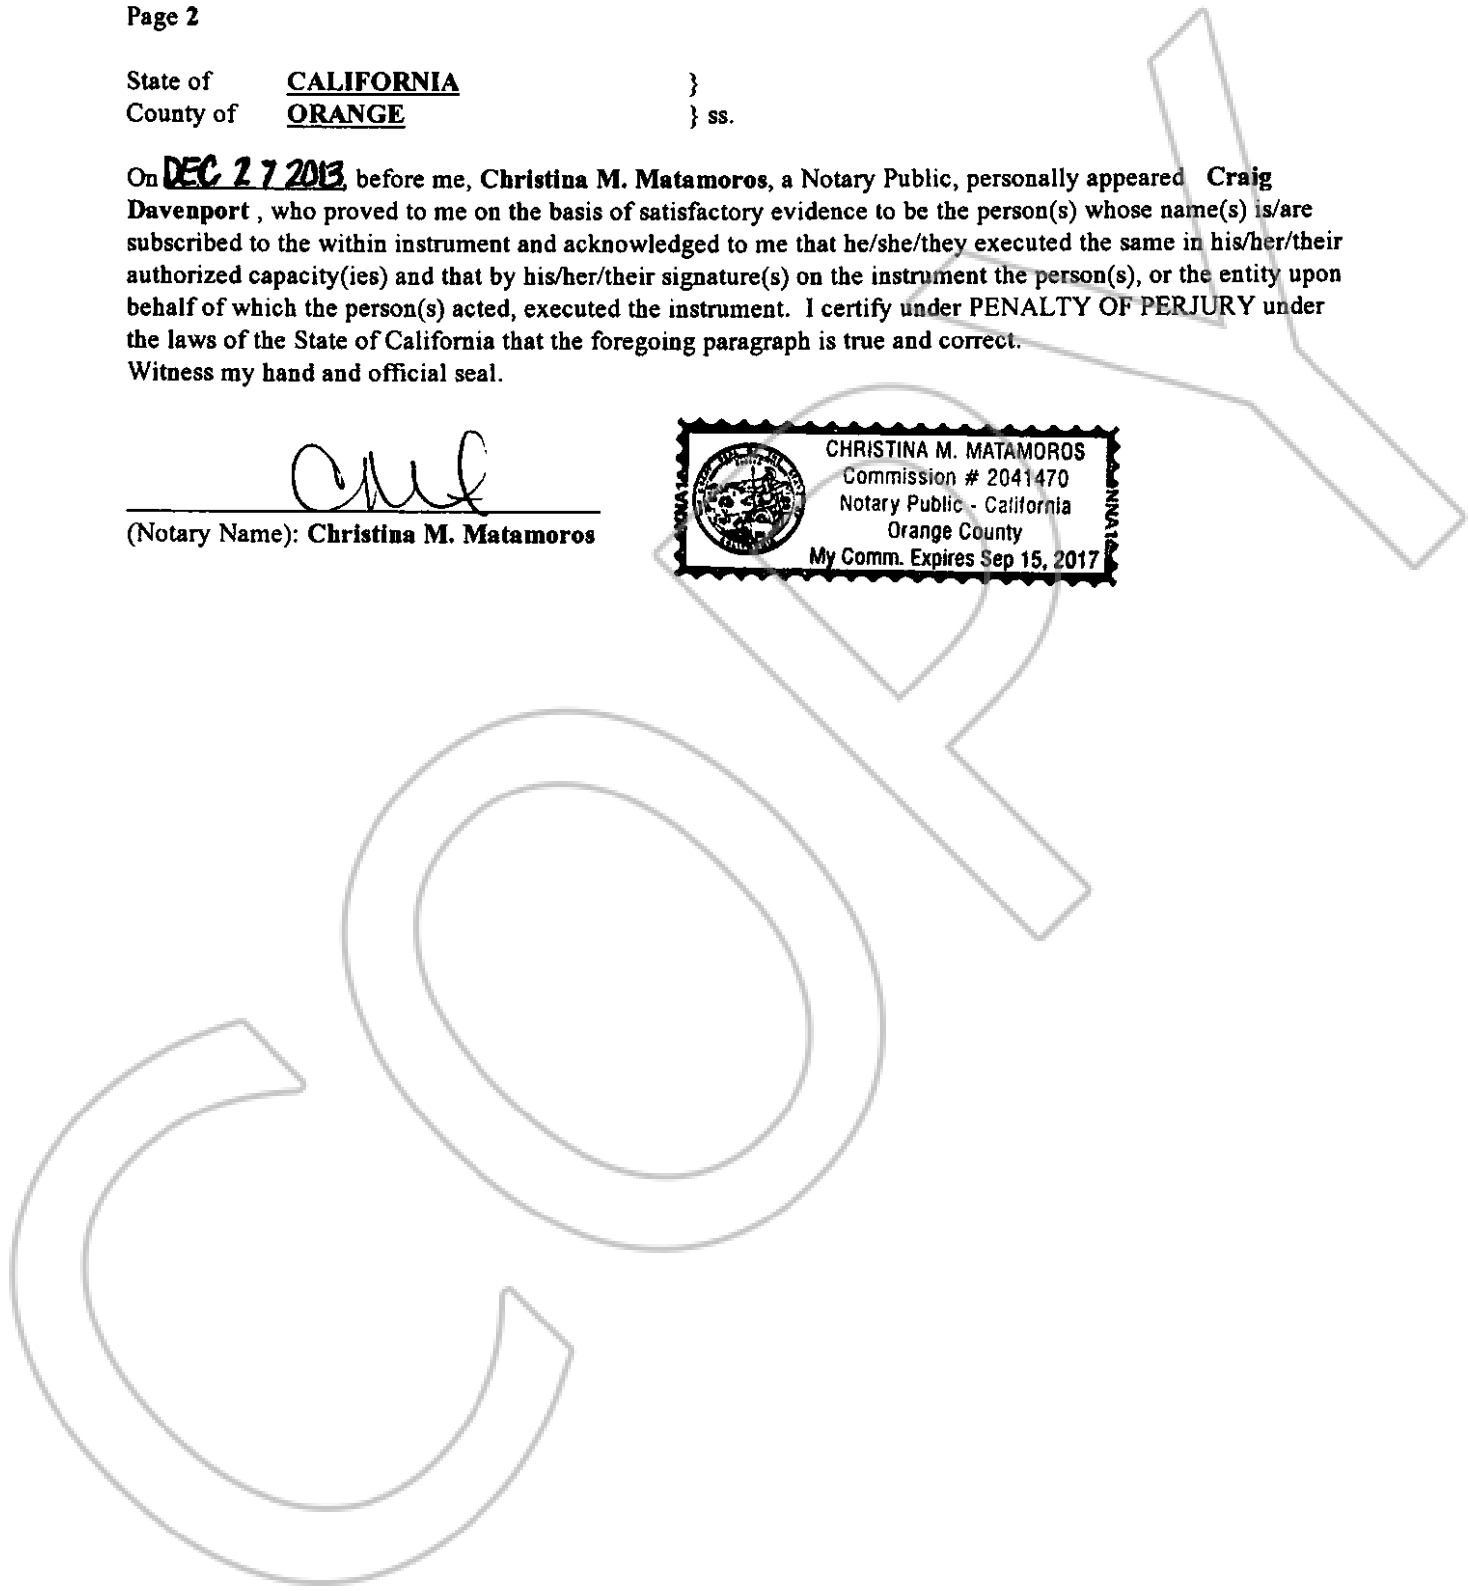 Page 2
State of CALIFORNIA }
County of ORANGE } ss.
On DEC 27 2013, before me, Christina M. Matamoros, a Notary Public, personally appeared Craig
Davenport , who proved to me on the basis of satisfactory evidence to be the person(s) whose name(s) is/are
subscribed to the within instrument and acknowledged to me that he/she/they executed the same in his/her/their
authorized capacity(ies) and that by his/her/their signature(s) on the instrument the person(s), or the entity upon
behalf of which the person(s) acted, executed the instrument. I certify under PENALTY OF PERJURY under
the laws of the State of California that the foregoing paragraph is true and correct.
Witness my hand and official seal.
(Notary Name): Christina M. Matamoros
CHRISTINA M. MATAMOROS
Commission # 2041470
Notary Public - California
Orange County
My Comm. Expires Sep 15, 2017
COPY